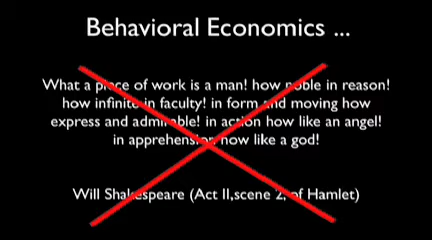 Behavioral Economics ...
What a piece of work is a man! how noble in reason!
how infinite in faculty! in form and moving how
express and admirable! in action how like an angel!
in apprehension how like a god!
Will Shakespeare (Act II,scene 2, of Hamlet)